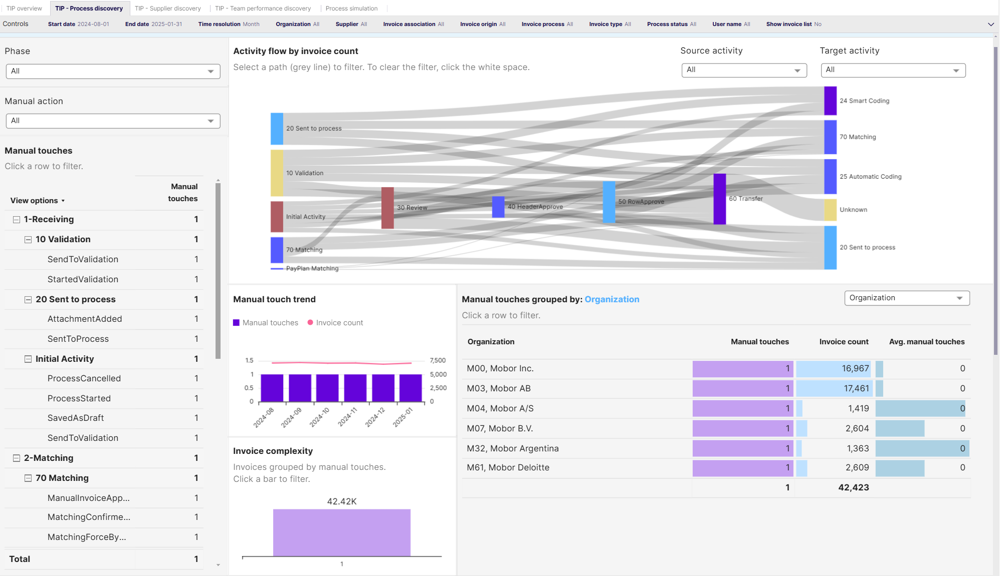 TIP overview
TIP - Process discovery
TIP - Supplier discovery
TIP - Team performance discovery
Process simulation
Controls
Start date 2024-08-01
End date 2025-01-31
Time resolution Month
Organization All
Supplier All
Invoice association All
Invoice origin All
Invoice process All
Invoice type All
Process status All
User name All
Show invoice list No
Phase
All
Manual action
All
Manual touches
Click a row to filter.
View options
Manual touches
1-Receiving 1
10 Validation 1
SendToValidation 1
StartedValidation 1
20 Sent to process 1
AttachmentAdded 1
SentToProcess 1
Initial Activity 1
ProcessCancelled 1
ProcessStarted 1
SavedAsDraft 1
SendToValidation 1
2-Matching 1
70 Matching 1
ManualInvoiceApp... 1
MatchingConfirme... 1
MatchingForceBy... 1
Total 1
Activity flow by invoice count
Select a path (grey line) to filter. To clear the filter, click the white space.
Source activity
All
Target activity
All
20 Sent to process
10 Validation
Initial Activity
70 Matching
PayPlan Matching
30 Review
40 HeaderApprove
50 RowApprove
60 Transfer
24 Smart Coding
70 Matching
25 Automatic Coding
Unknown
20 Sent to process
Manual touch trend
Manual touches
Invoice count
1.5
1
0.5
0
7,500
5,000
2,500
0
2024-08
2024-09
2024-10
2024-11
2024-12
2025-01
Invoice complexity
Invoices grouped by manual touches.
Click a bar to filter.
42.42K
1
Manual touches grouped by: Organization
Organization
Click a row to filter.
Organization Manual touches Invoice count Avg. manual touches
M00, Mobor Inc. 1 16,967 0
M03, Mobor AB 1 17,461 0
M04, Mobor A/S 1 1,419 0
M07, Mobor B.V. 1 2,604 0
M32, Mobor Argentina 1 1,363 0
M61, Mobor Deloitte 1 2,609 0
1 42,423